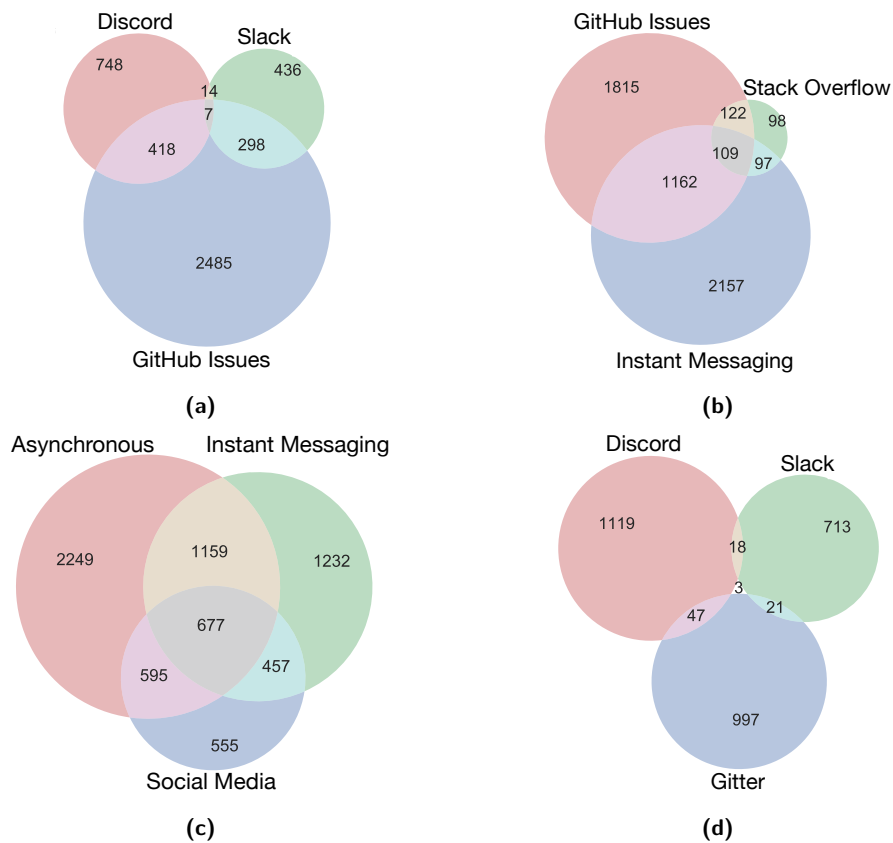 Discord
Slack
748
436
14
7
418
298
2485
GitHub Issues
(a)
GitHub Issues
1815
Stack Overflow
122
98
109
97
1162
2157
Instant Messaging
(b)
Asynchronous
Instant Messaging
2249
1159
1232
677
595
457
555
Social Media
(c)
Discord
Slack
1119
713
18
3
47
21
997
Gitter
(d)